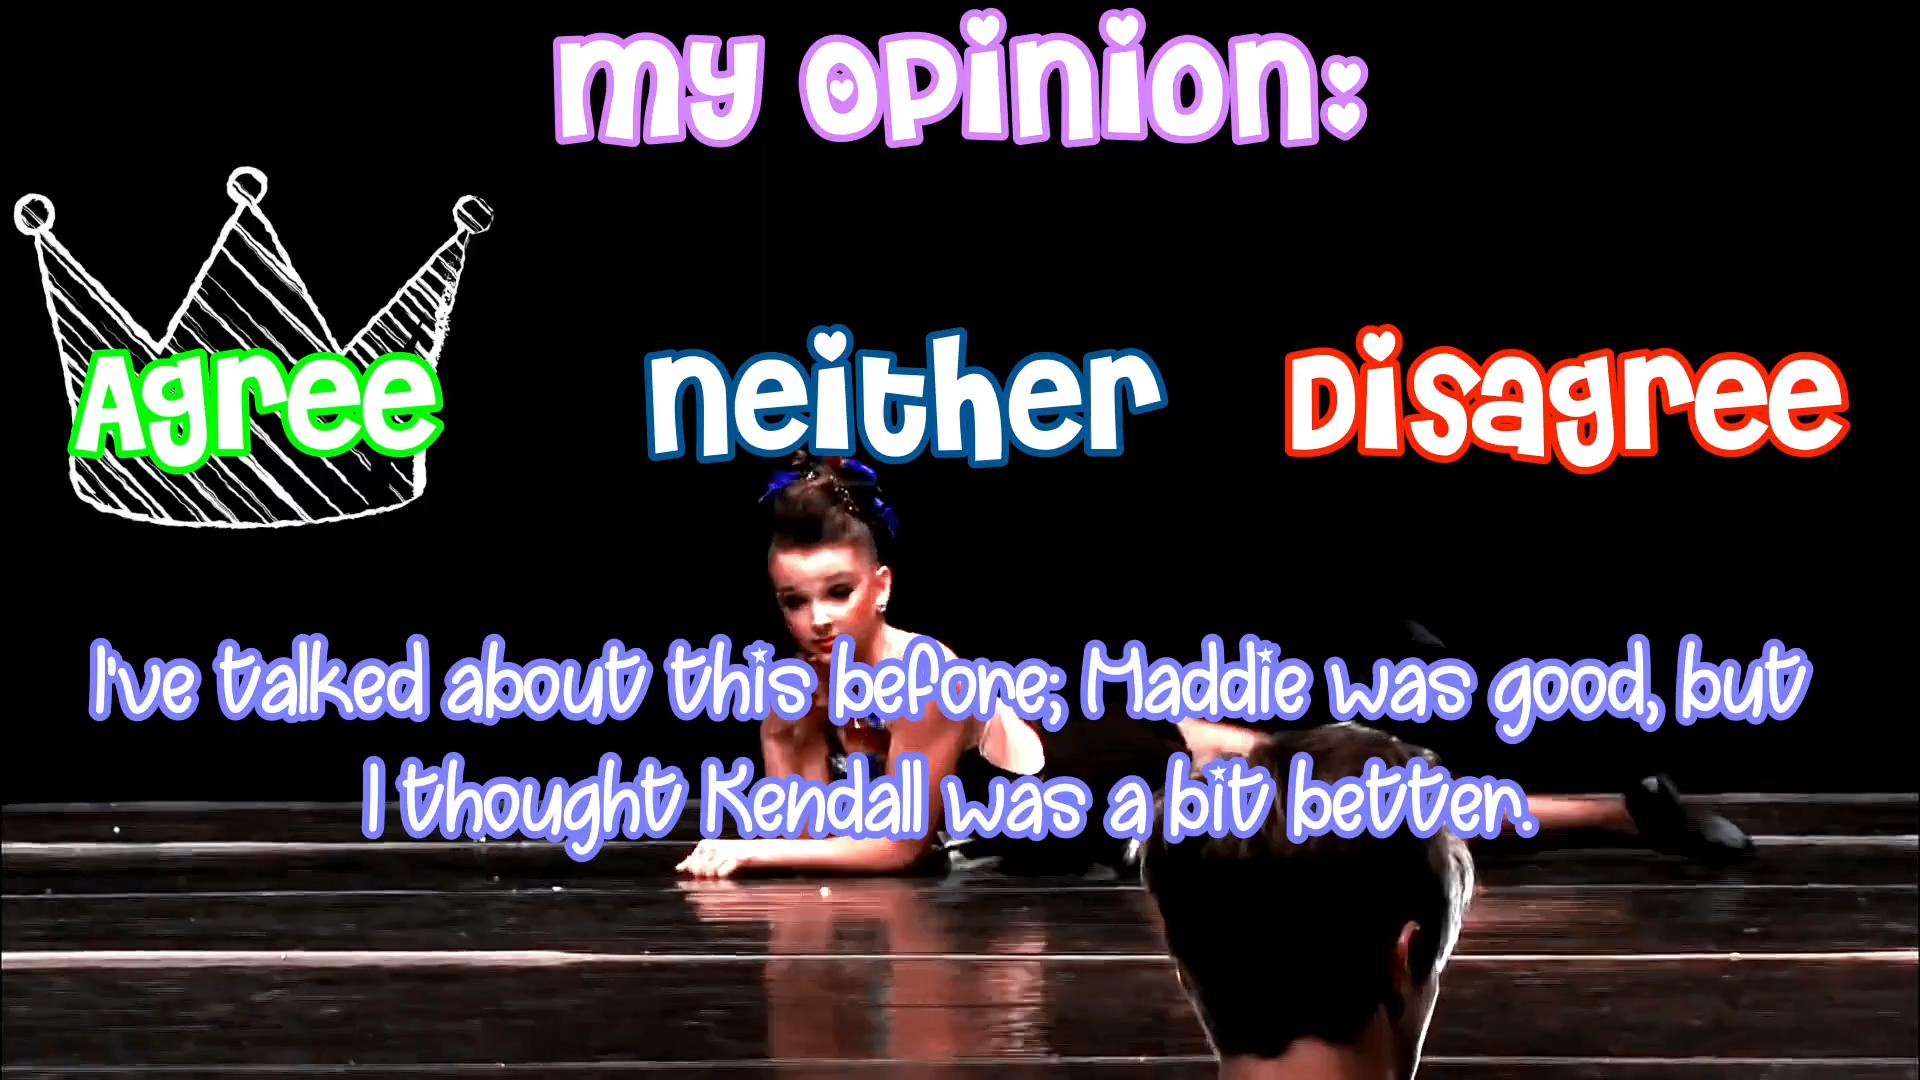 My Opinion:
Agree neither Disagree
I've talked about this before; Maddie was good, but
I thought Kendall was a bit better.